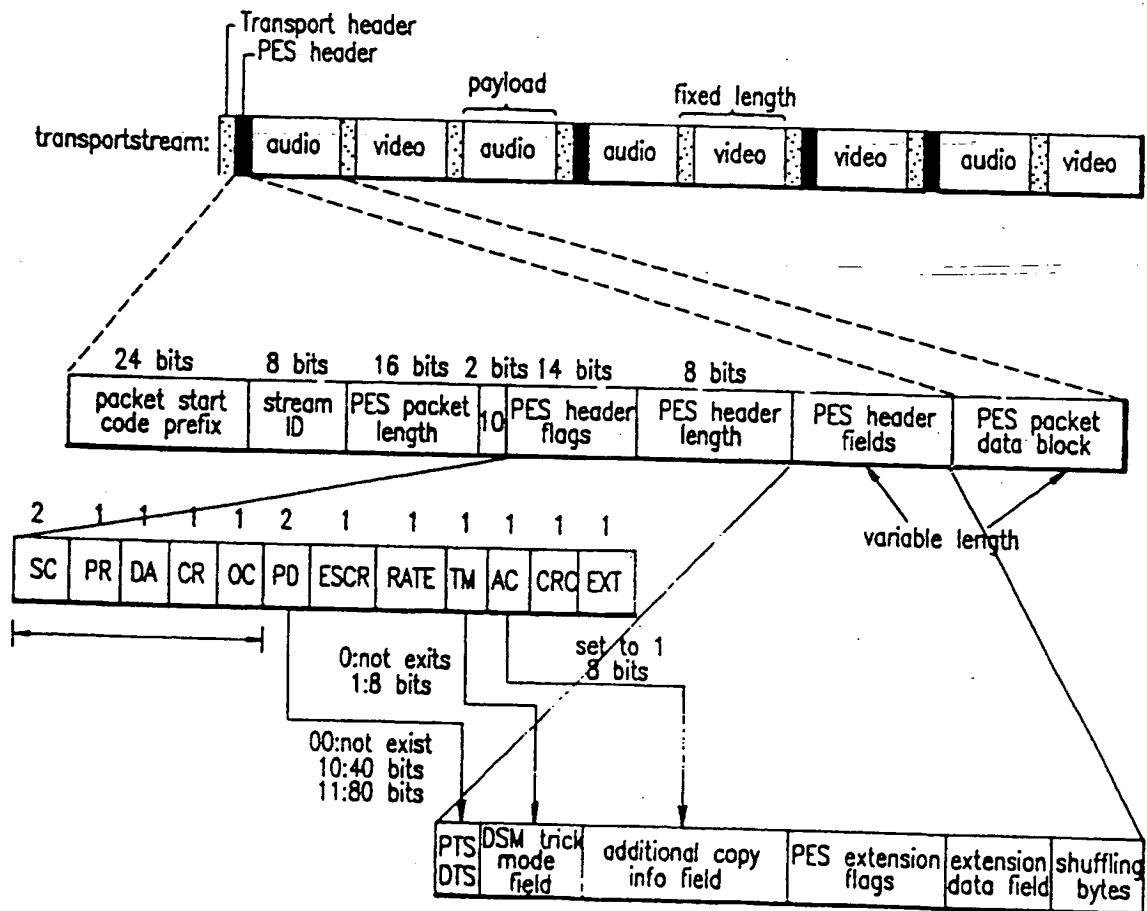 Transport header
PES header
payload
fixed length
transportstream:
audio
video
audio
audio
video
video
audio
video
24 bits
8 bits
16 bits
2 bits
14 bits
8 bits
packet start
code prefix
stream
ID
PES packet
length
10
PES header
flags
PES header
length
PES header
fields
PES packet
data block
variable length
2
1
1
1
1
2
1
1
1
1
1
1
SC
PR
DA
CR
OC
PD
ESCR
RATE
TM
AC
CRC
EXT
0:not exits
1:8 bits
set to 1
8 bits
00:not exist
10:40 bits
11:80 bits
PTS
DTS
DSM trick
mode
field
additional copy
info field
PES extension
flags
extension
data field
shuffling
bytes